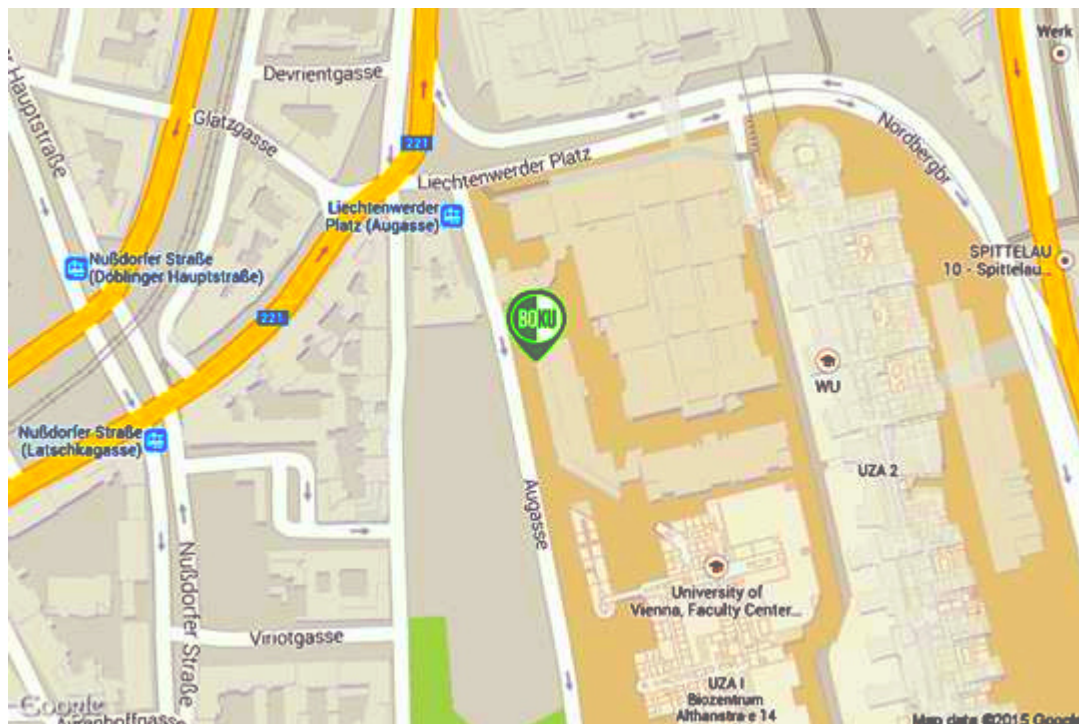 Werk
Devrientgasse
Glatzgasse
Hauptstraße
221
Nordbergbr
Liechtenwerder Platz
Liechtenwerder
Platz (Augasse)
Nußdorfer Straße
(Döblinger Hauptstraße)
SPITTELAU
10 - Spittelau...
BOKU
221
WU
Nußdorfer Straße
(Latschkagasse)
UZA 2
Augasse
Nußdorfer Straße
University of
Vienna, Faculty Center...
Viriotgasse
UZA I
Biozentrum
Althanstra e 14
Google
Map data ©2015 Google